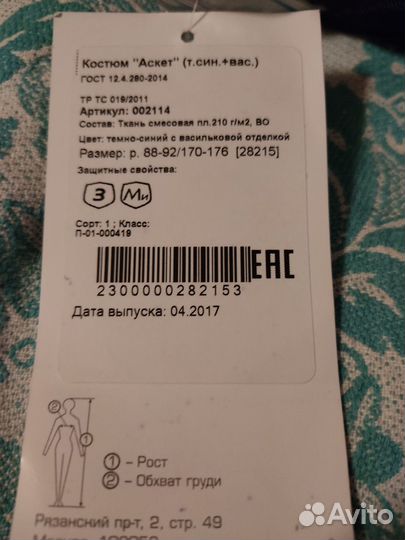 Костюм "Аскет" (т.син.+вас.)
ГОСТ 12.4.280-2014
ТР ТС 019/2011
Артикул: 002114
Состав: Ткань смесовая пл.210 г/м2, ВО
Цвет: темно-синий с васильковой отделкой
Размер: р. 88-92/170-176 [28215]
Защитные свойства:
З Ми
Сорт: 1 ; Класс:
П-01-000419
EAC
2300000282153
Дата выпуска: 04.2017
2
1
1 – Рост
2 – Обхват груди
Рязанский пр-т, 2, стр. 49
Avito